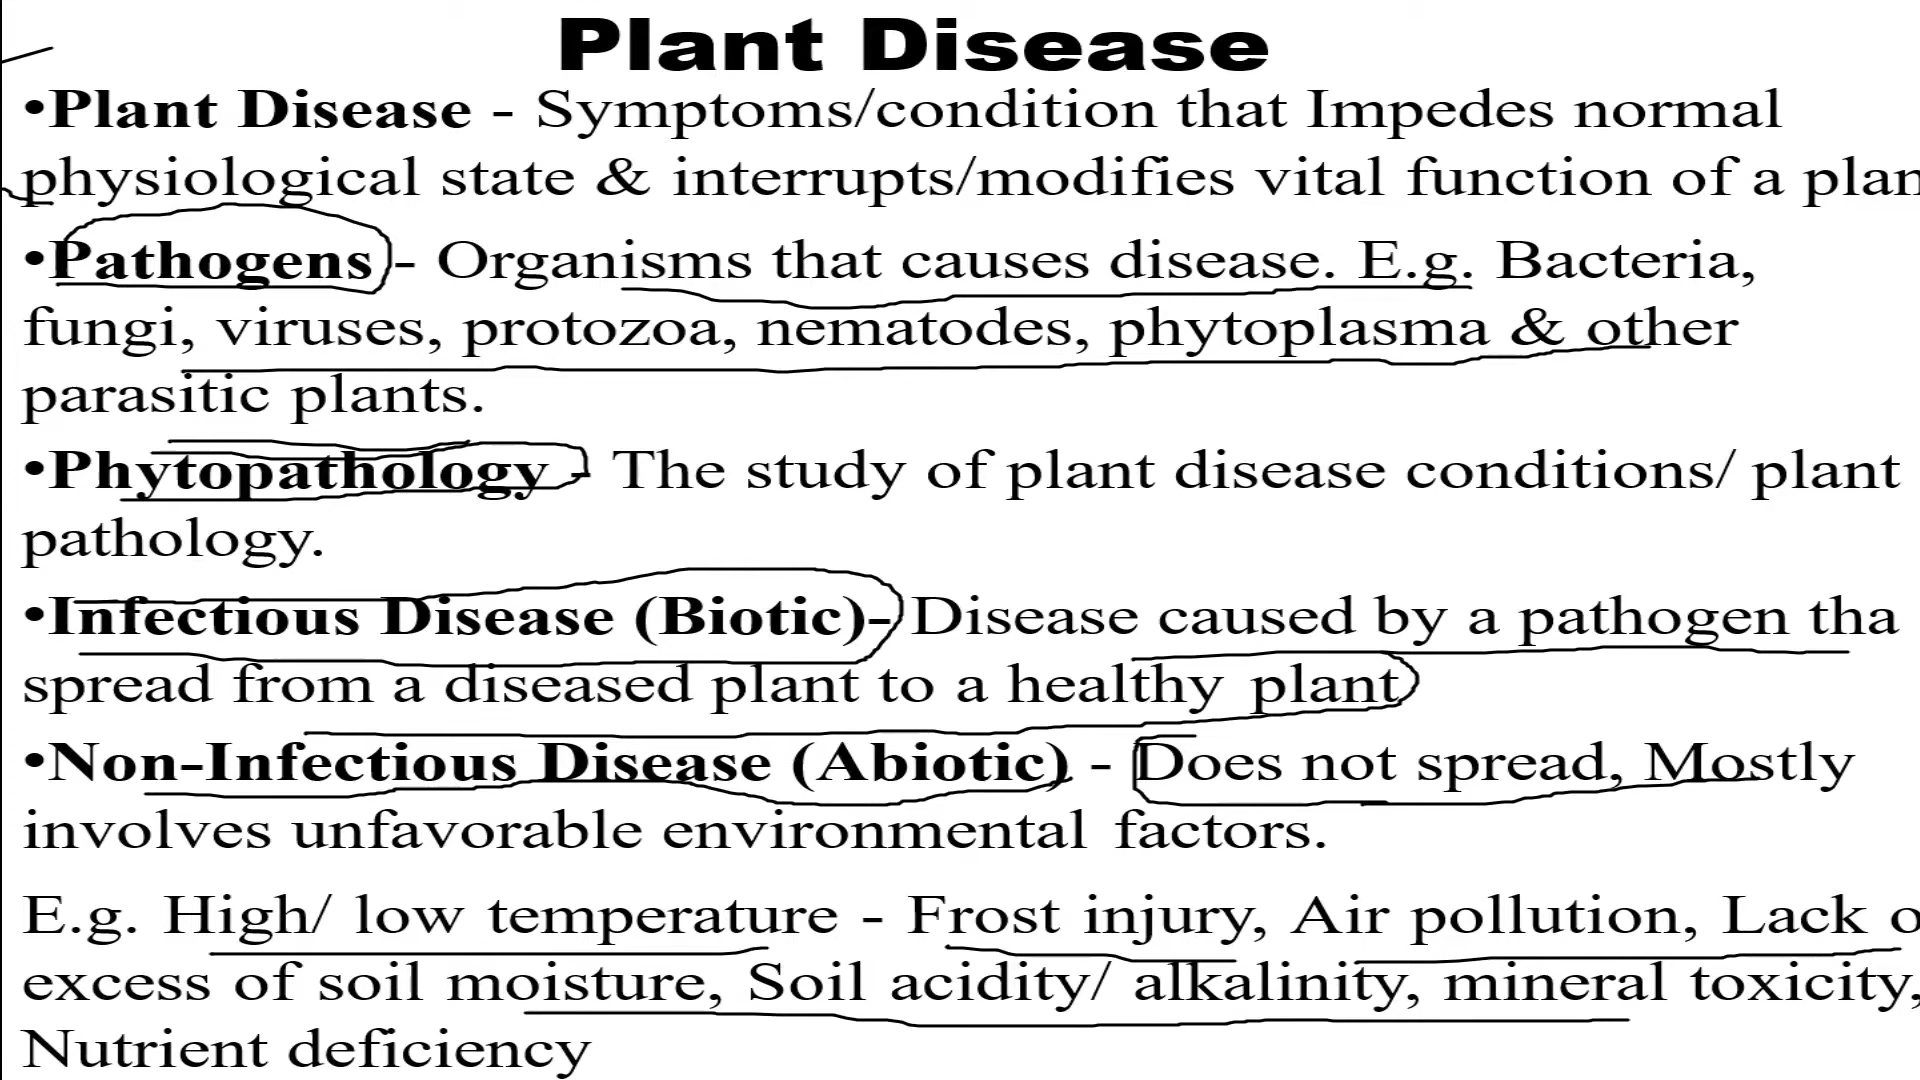 Plant Disease
•Plant Disease - Symptoms/condition that Impedes normal
physiological state & interrupts/modifies vital function of a plan
•Pathogens - Organisms that causes disease. E.g. Bacteria,
fungi, viruses, protozoa, nematodes, phytoplasma & other
parasitic plants.
•Phytopathology - The study of plant disease conditions/ plant
pathology.
•Infectious Disease (Biotic)- Disease caused by a pathogen tha
spread from a diseased plant to a healthy plant
•Non-Infectious Disease (Abiotic) - Does not spread, Mostly
involves unfavorable environmental factors.
E.g. High/ low temperature - Frost injury, Air pollution, Lack o
excess of soil moisture, Soil acidity/ alkalinity, mineral toxicity,
Nutrient deficiency